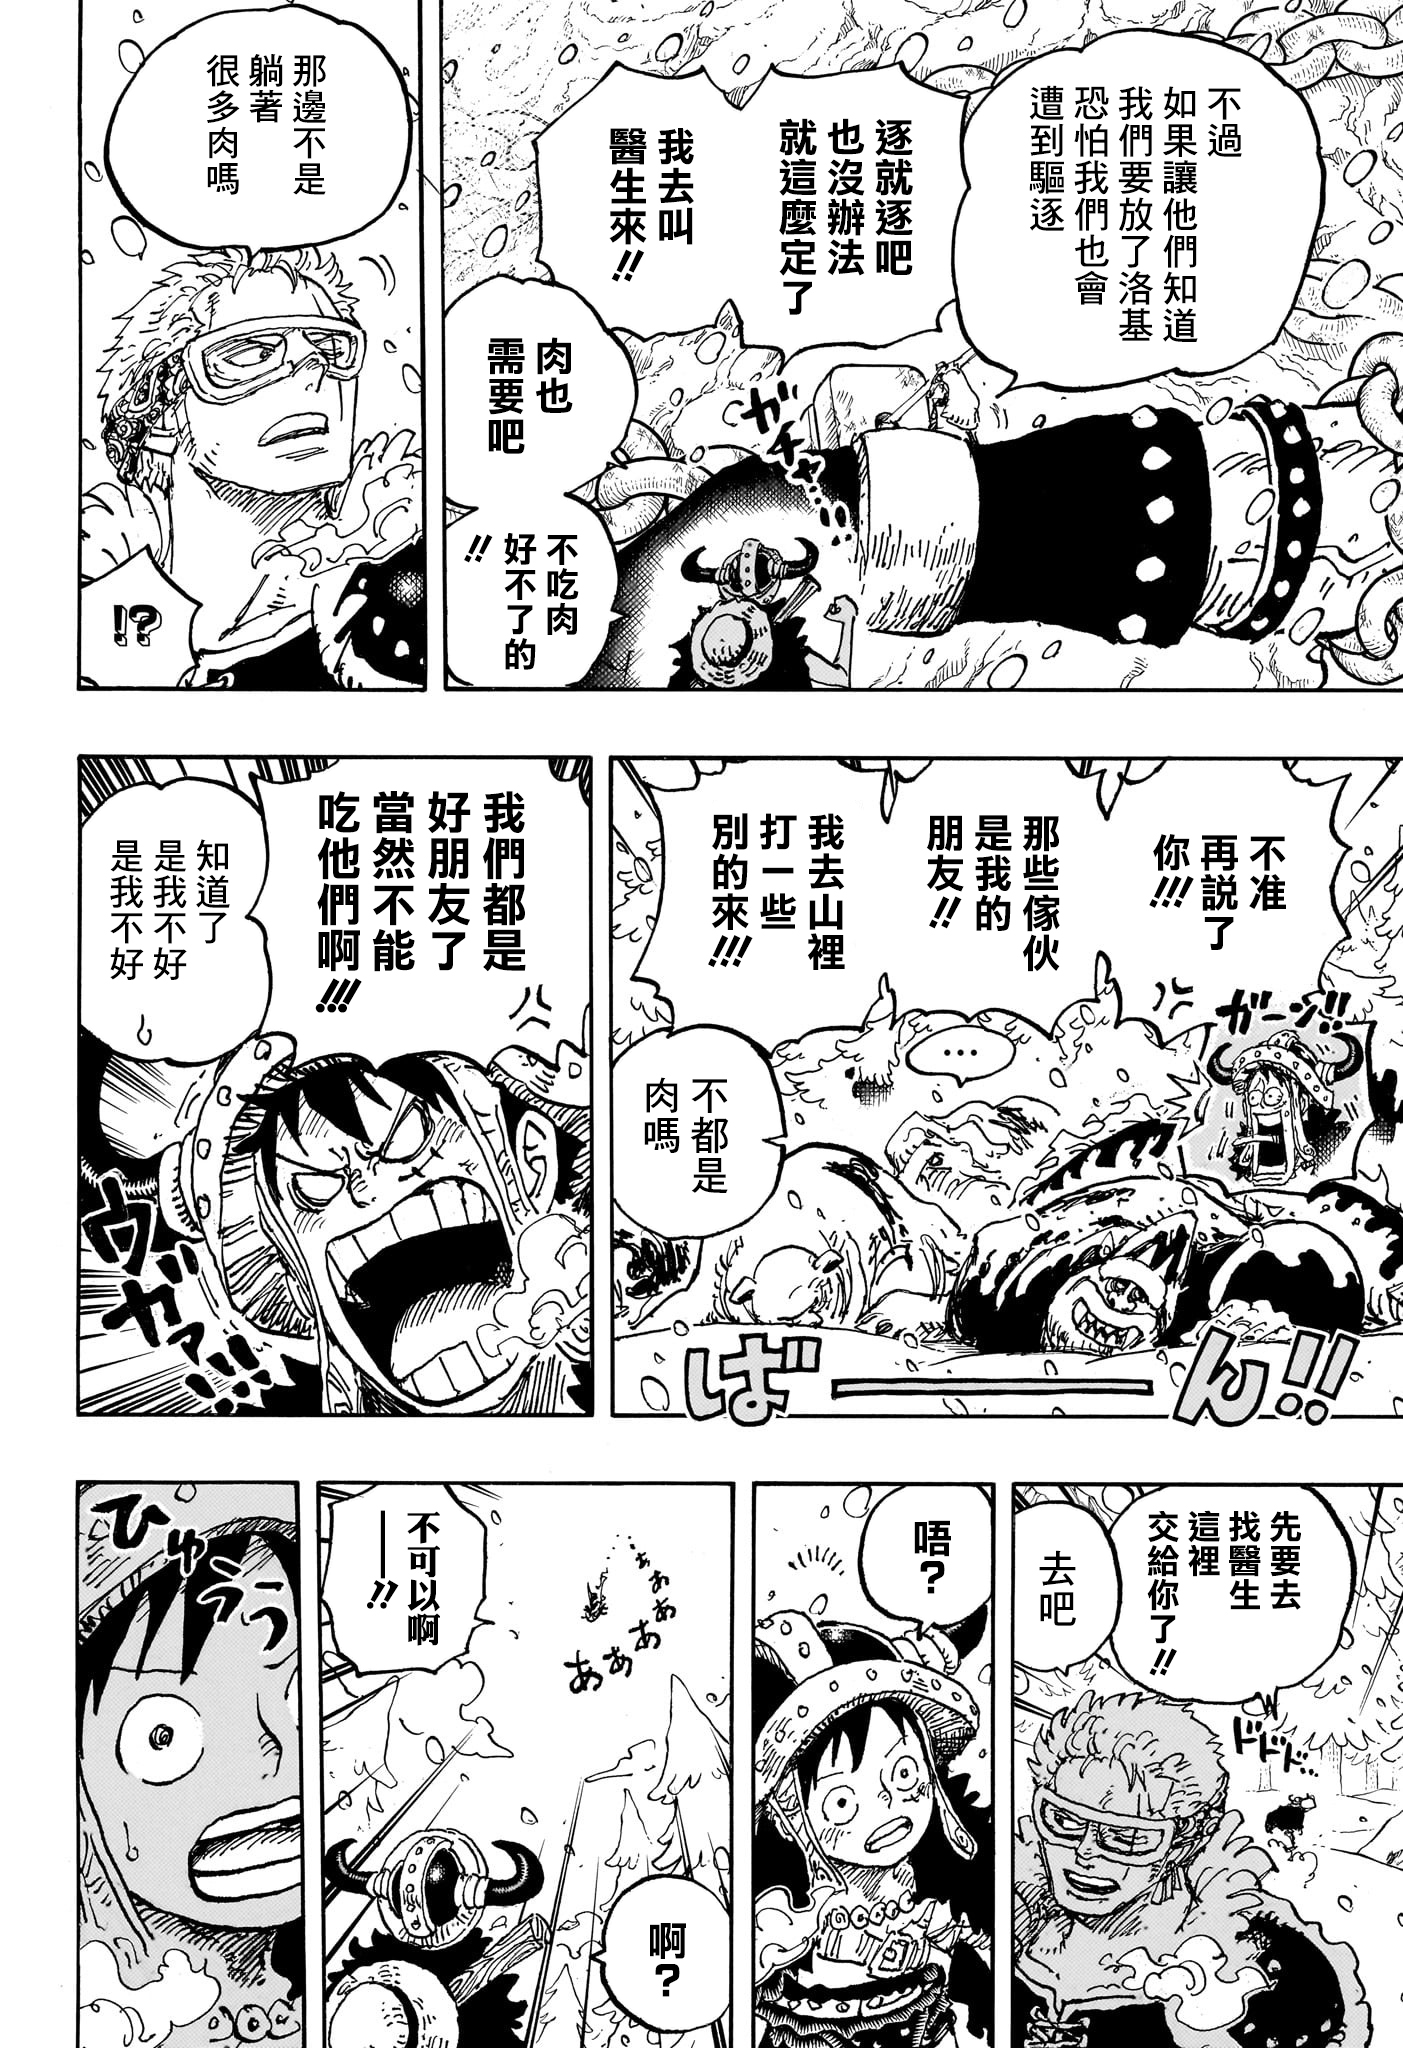 不過
如果讓他們知道
我們要放了洛基
恐怕我們也會
遭到驅逐
逐就逐吧
也沒辦法
就這麼定了
我去叫
醫生來!!
ガチャ…
肉也
需要吧
不吃肉
好不了的
!!
那邊不是
躺著
很多肉嗎
!?
不准
再説了
你!!!
那些傢伙
是我的
朋友!!
我去山裡
打一些
別的來!!!
ガーン!!
…
不都是
肉嗎
ばーん!!
我們都是
好朋友了
當然不能
吃他們啊!!!
知道了
是我不好
是我不好
ウガァ!!!
先要去
找醫生
這裡
交給你了!!
去吧
ドドド…
唔?
…ぁぁぁぁあああ
不可以啊
——!!
啊?
ひゅうぅっ